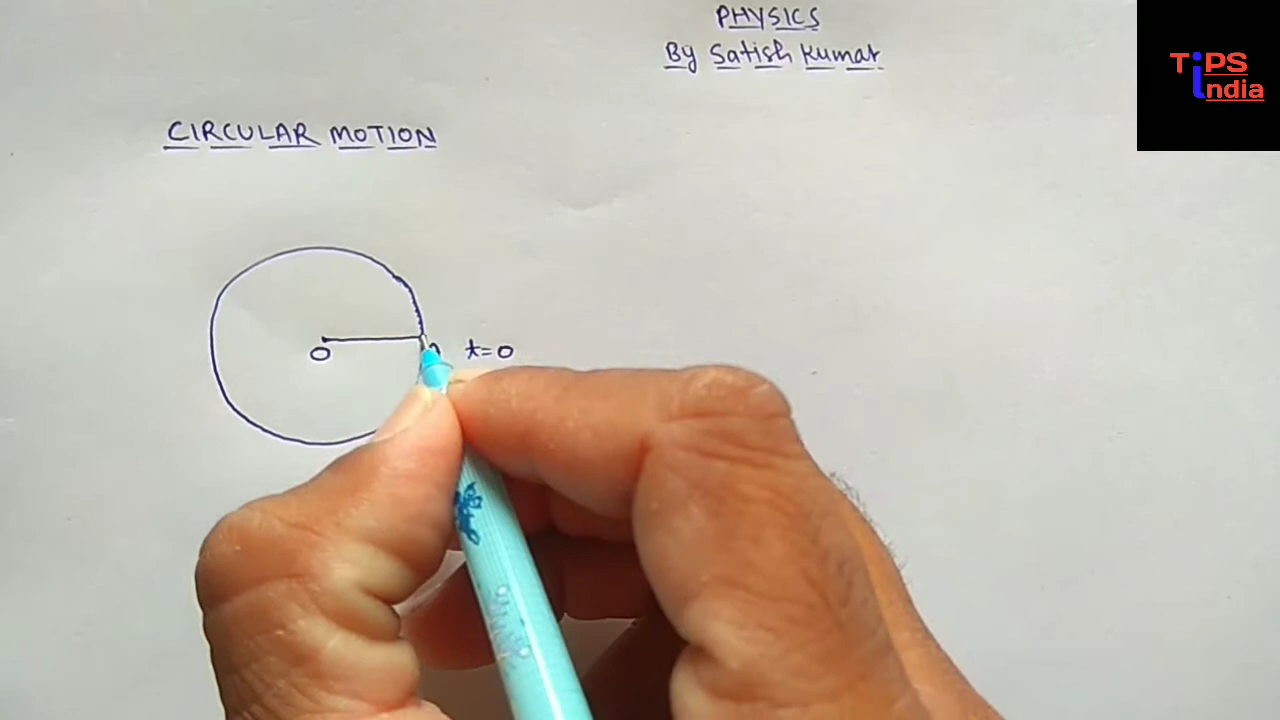 PHYSICS
By Satish Kumar
TiPS
india
CIRCULAR MOTION
O
t=0